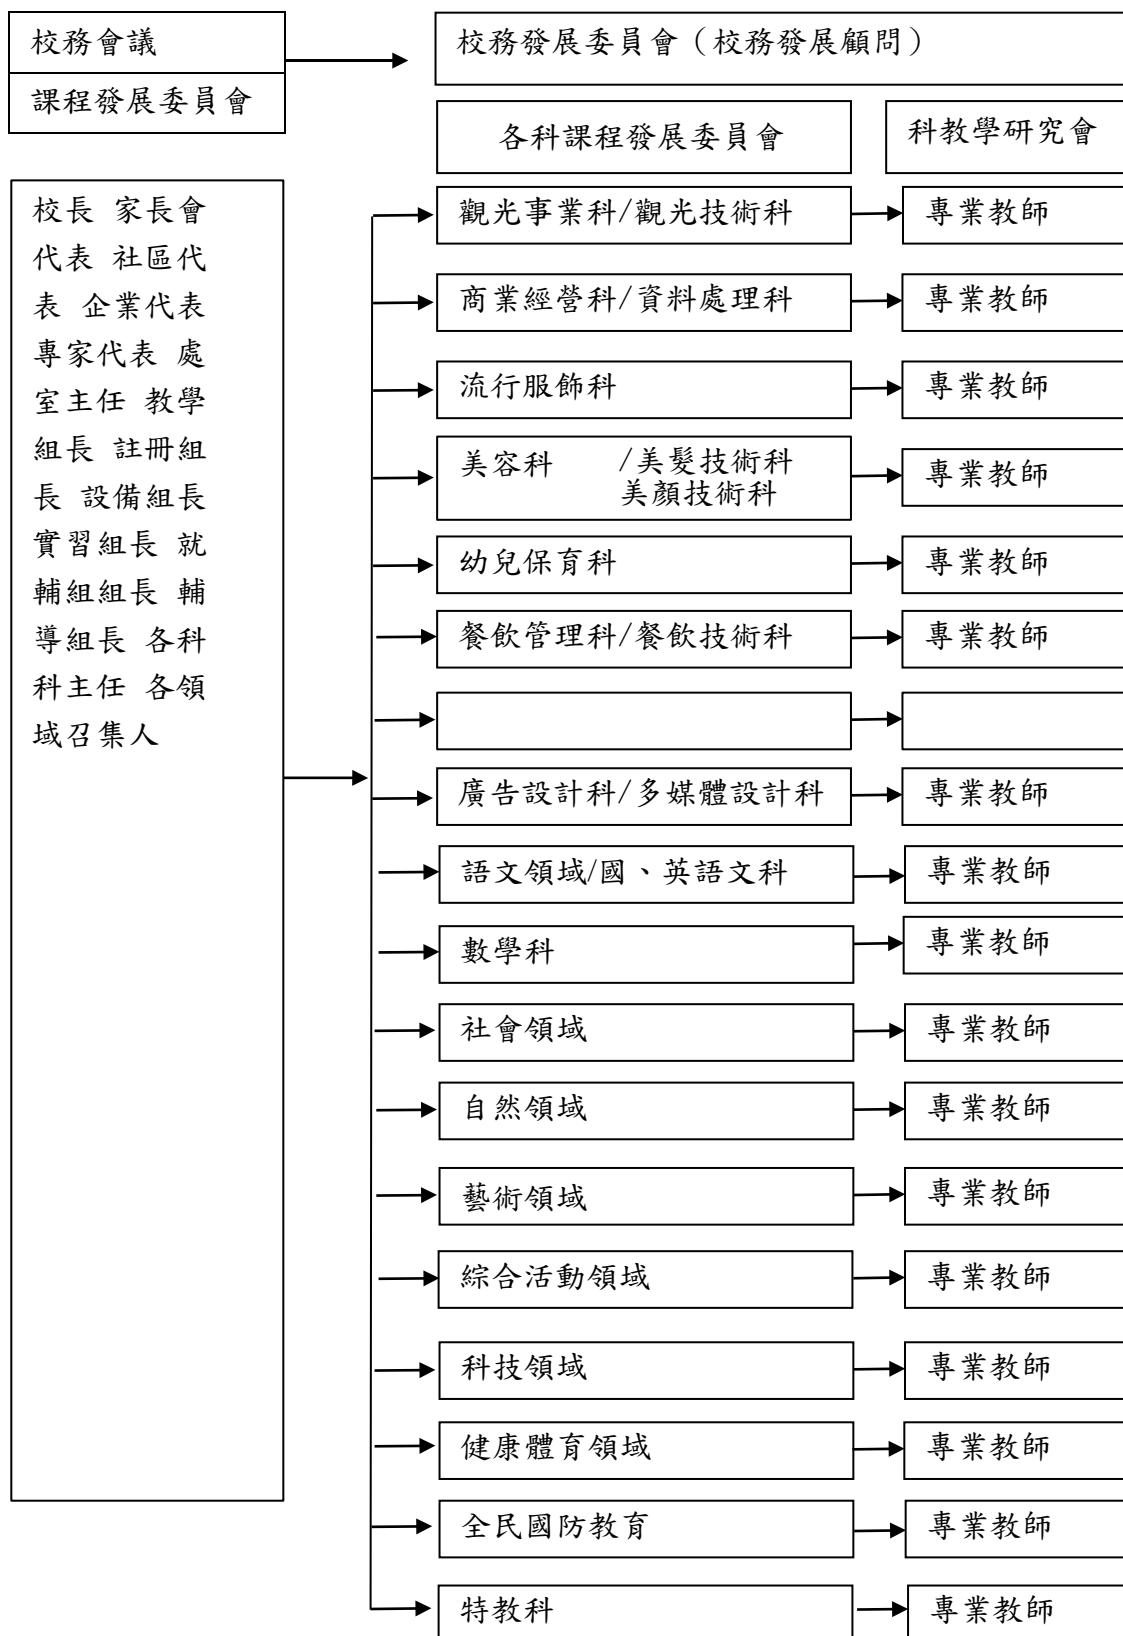 校務會議
課程發展委員會
校務發展委員會（校務發展顧問）
各科課程發展委員會
科教學研究會
校長 家長會
代表 社區代
表 企業代表
專家代表 處
室主任 教學
組長 註冊組
長 設備組長
實習組長 就
輔組組長 輔
導組長 各科
科主任 各領
域召集人
觀光事業科/觀光技術科
專業教師
商業經營科/資料處理科
專業教師
流行服飾科
專業教師
美容科 /美髮技術科
美顏技術科
專業教師
幼兒保育科
專業教師
餐飲管理科/餐飲技術科
專業教師
廣告設計科/多媒體設計科
專業教師
語文領域/國、英語文科
專業教師
數學科
專業教師
社會領域
專業教師
自然領域
專業教師
藝術領域
專業教師
綜合活動領域
專業教師
科技領域
專業教師
健康體育領域
專業教師
全民國防教育
專業教師
特教科
專業教師